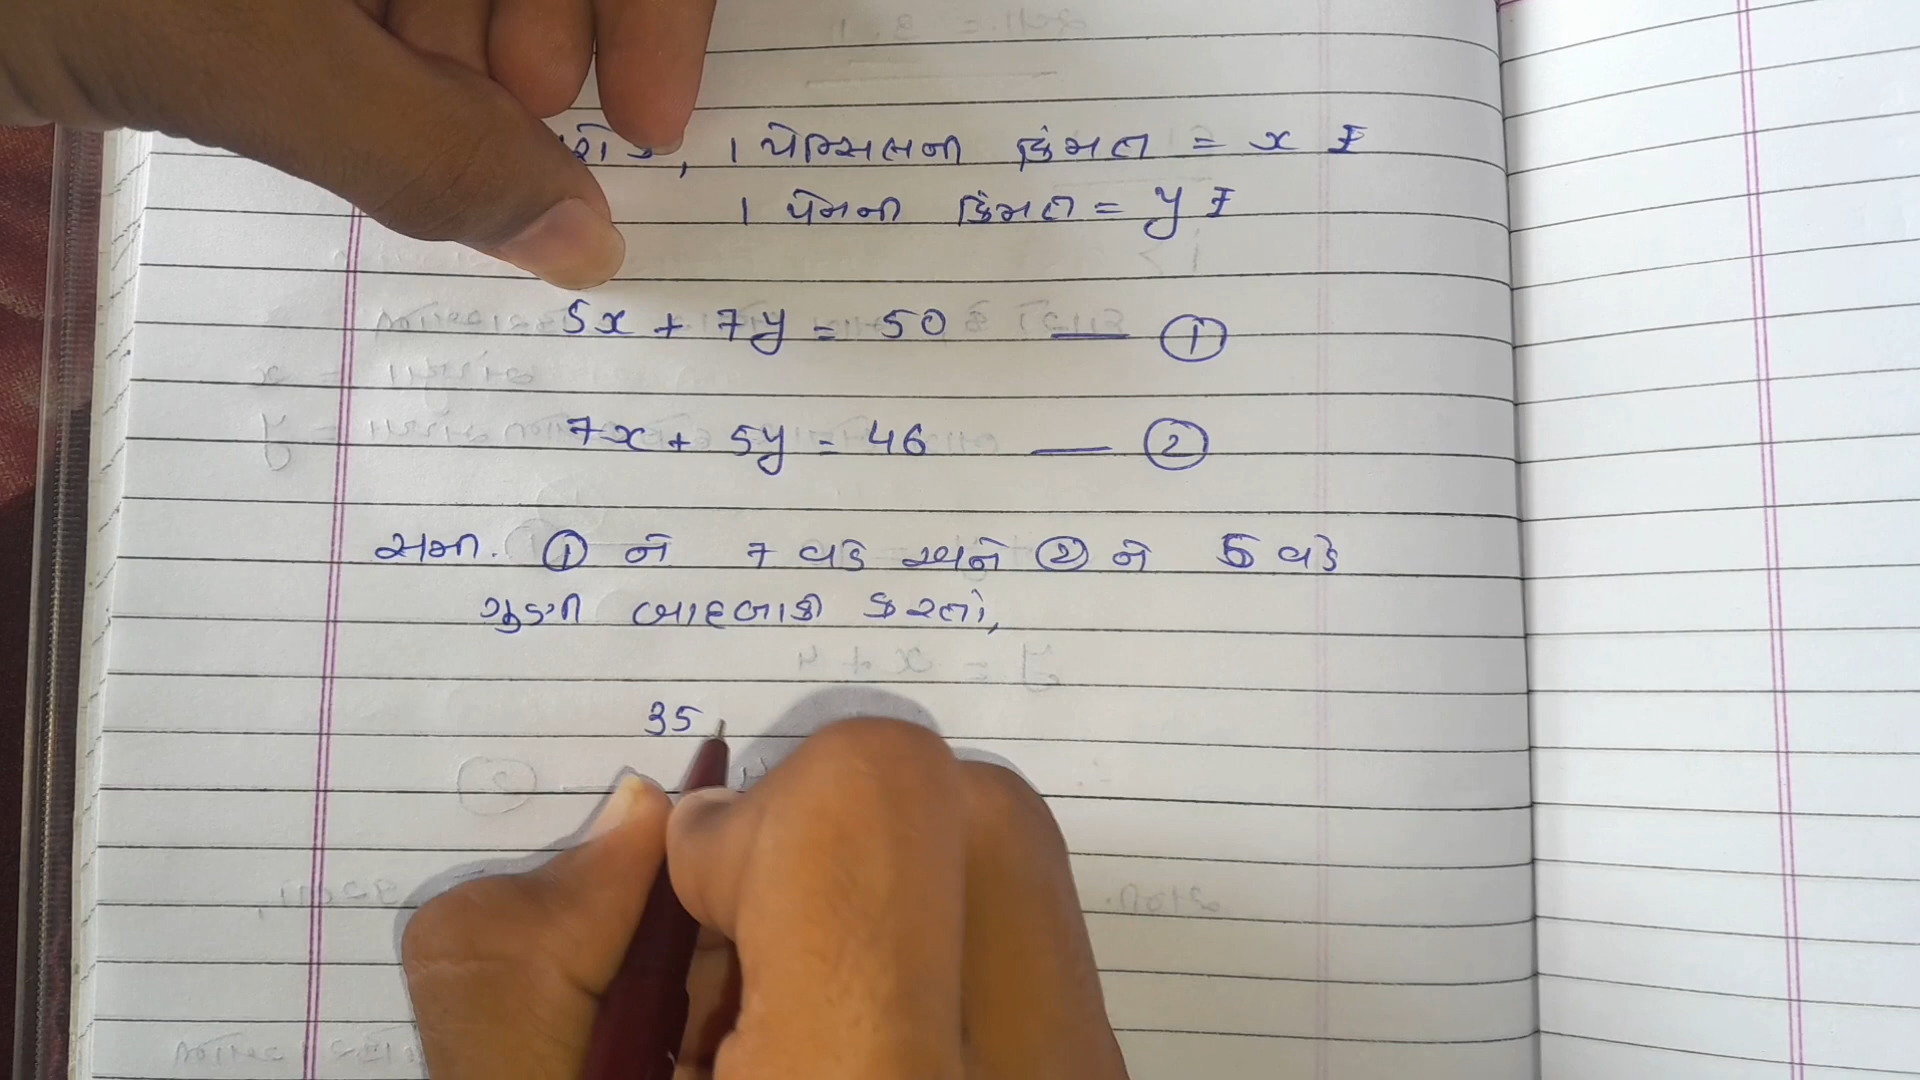 1 પેન્સિલની કિંમત = x ₹
1 પેનની કિંમત = y ₹
5x + 7y = 50 — ①
7x + 5y = 46 — ②
સમી. ① ને 7 વડે અને ② ને 5 વડે
ગુણી બાદબાકી કરતાં,
35